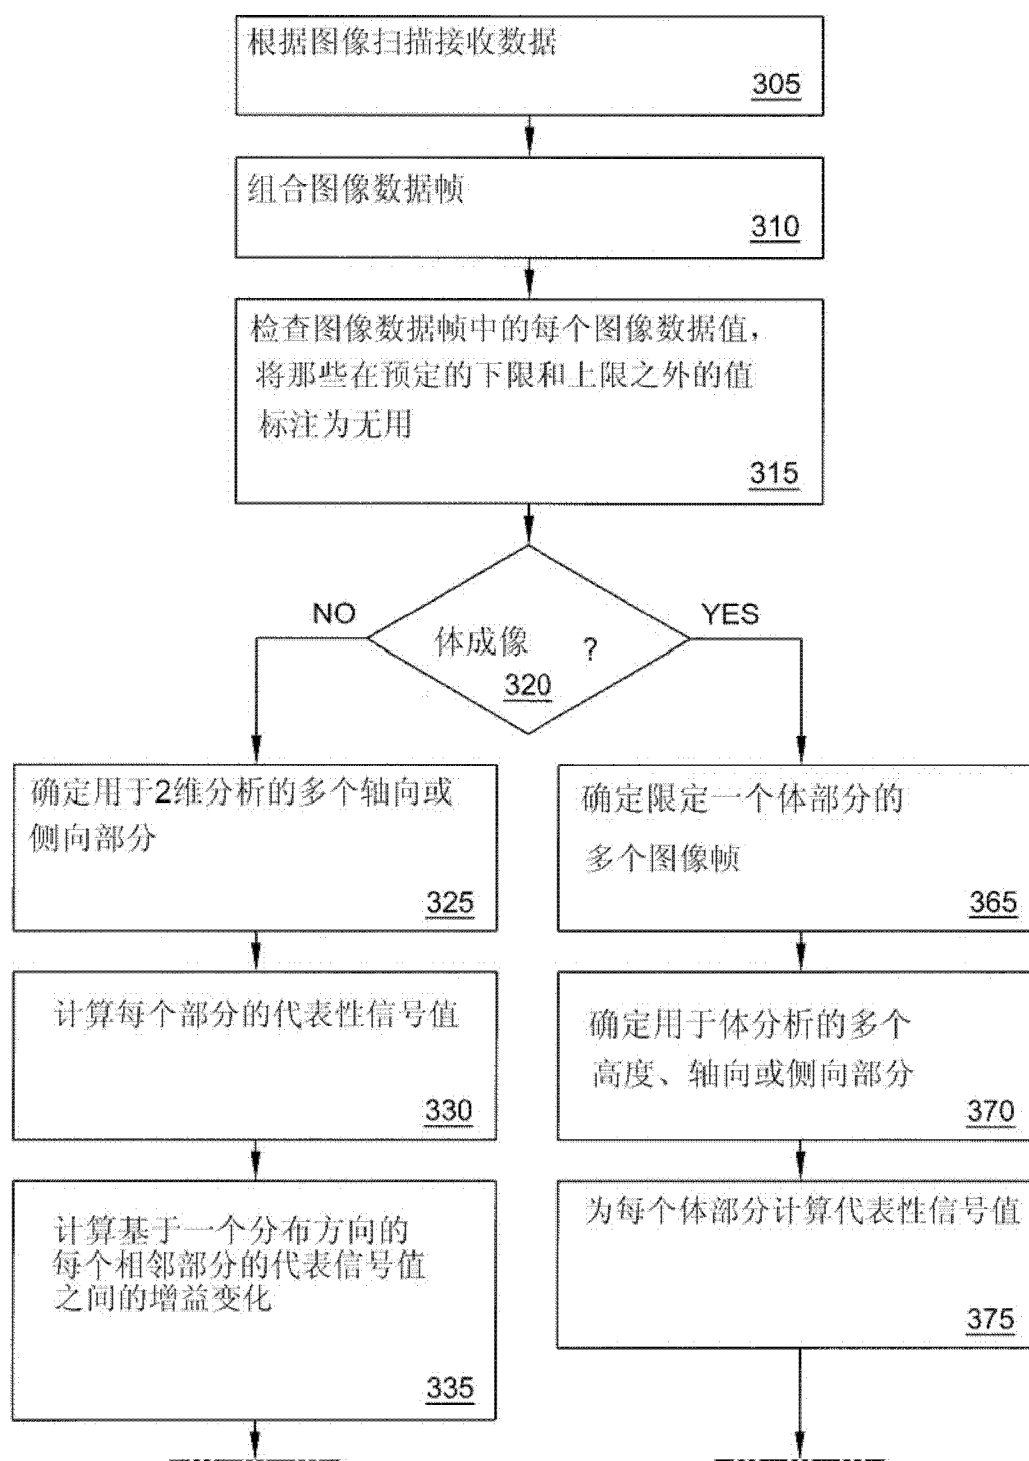 根据图像扫描接收数据
305
组合图像数据帧
310
检查图像数据帧中的每个图像数据值，
将那些在预定的下限和上限之外的值
标注为无用
315
NO
YES
体成像 ?
320
确定用于2维分析的多个轴向或
侧向部分
325
计算每个部分的代表性信号值
330
计算基于一个分布方向的
每个相邻部分的代表信号值
之间的增益变化
335
确定限定一个体部分的
多个图像帧
365
确定用于体分析的多个
高度、轴向或侧向部分
370
为每个体部分计算代表性信号值
375